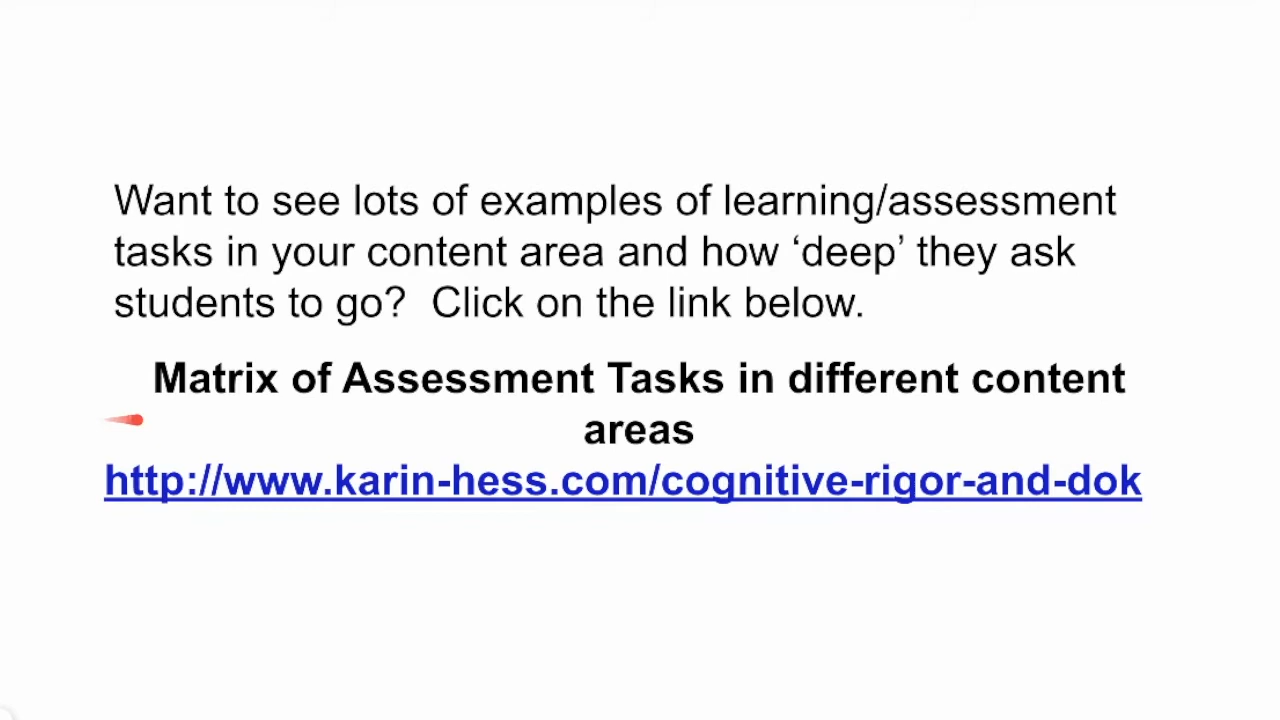 Want to see lots of examples of learning/assessment
tasks in your content area and how ‘deep’ they ask
students to go?  Click on the link below.
Matrix of Assessment Tasks in different content
areas
http://www.karin-hess.com/cognitive-rigor-and-dok